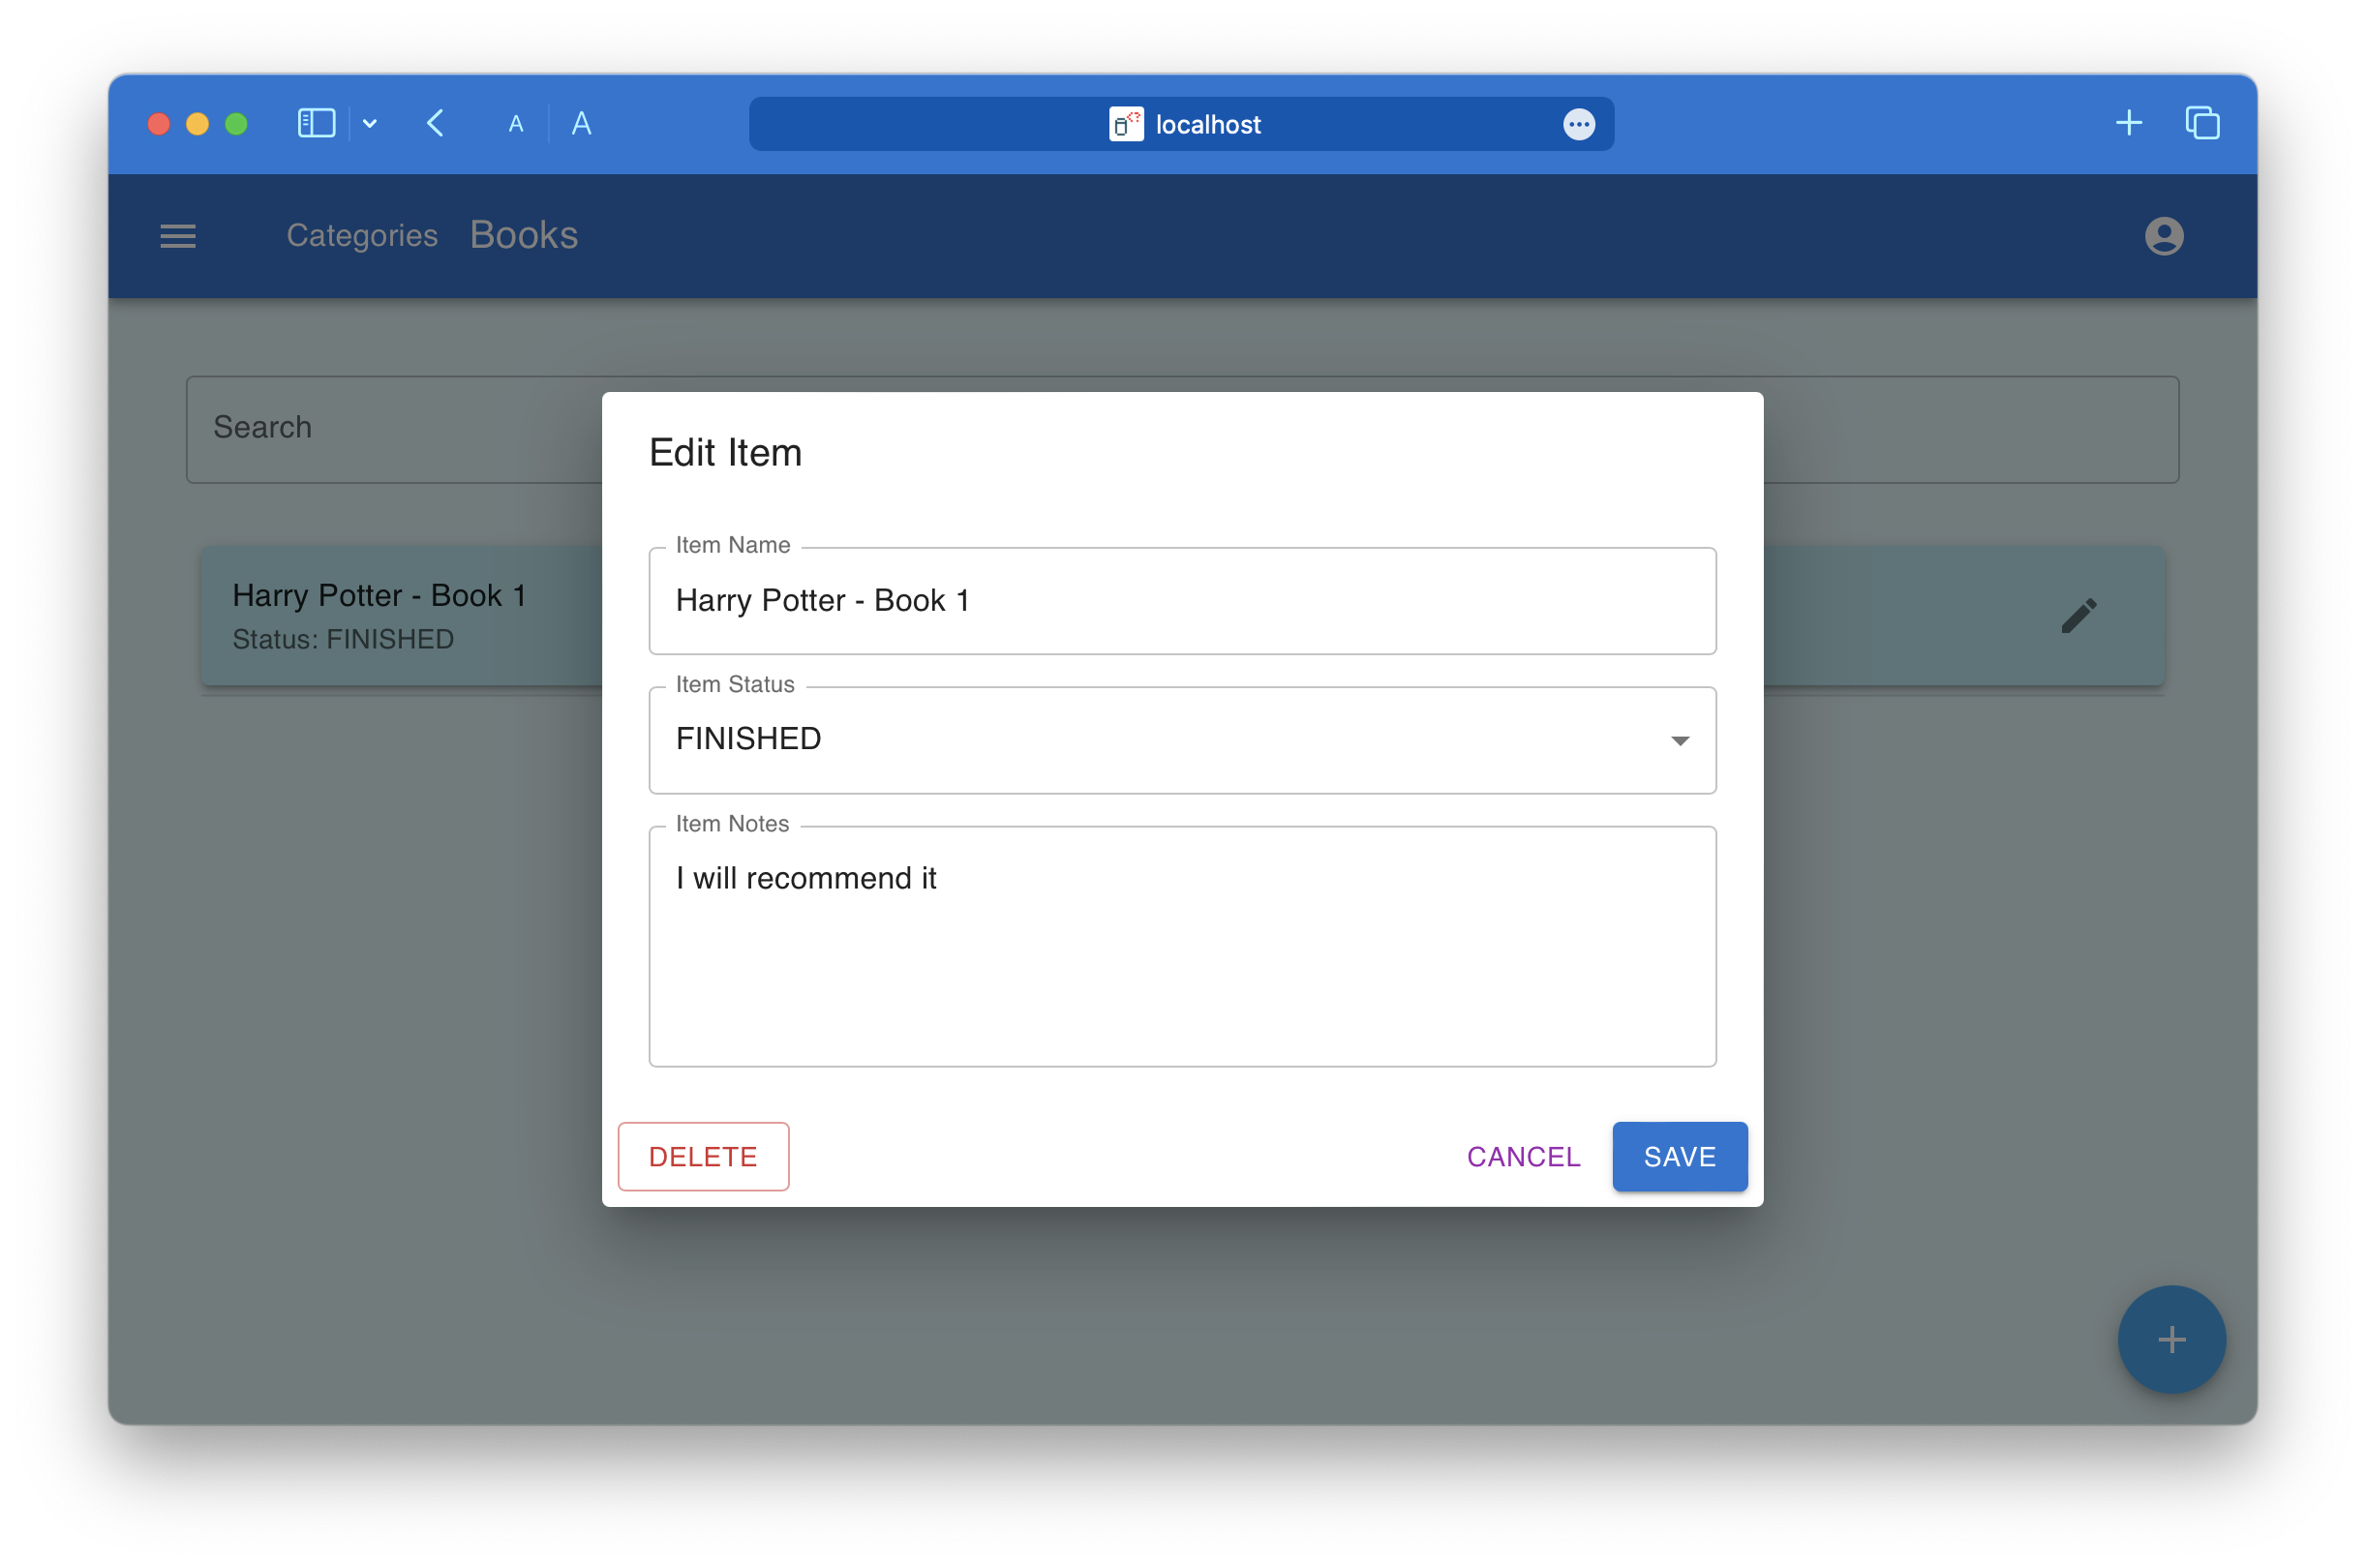 A A localhost
Categories Books
Search
Edit Item
Item Name
Harry Potter - Book 1
Harry Potter - Book 1
Status: FINISHED
Item Status
FINISHED
Item Notes
I will recommend it
DELETE CANCEL SAVE